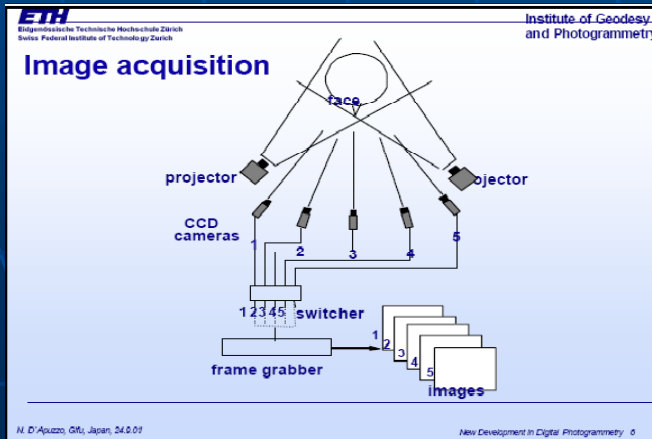 ETH
Eidgenössische Technische Hochschule Zürich
Swiss Federal Institute of Technology Zurich
Institute of Geodesy
and Photogrammetry
Image acquisition
face
projector
ojector
CCD
cameras
1
2
3
4
5
1 2 3 4 5
switcher
frame grabber
1
2
3
4
5
images
N. D'Apuzzo, Gifu, Japan, 24.9.01
New Development in Digital Photogrammetry 6